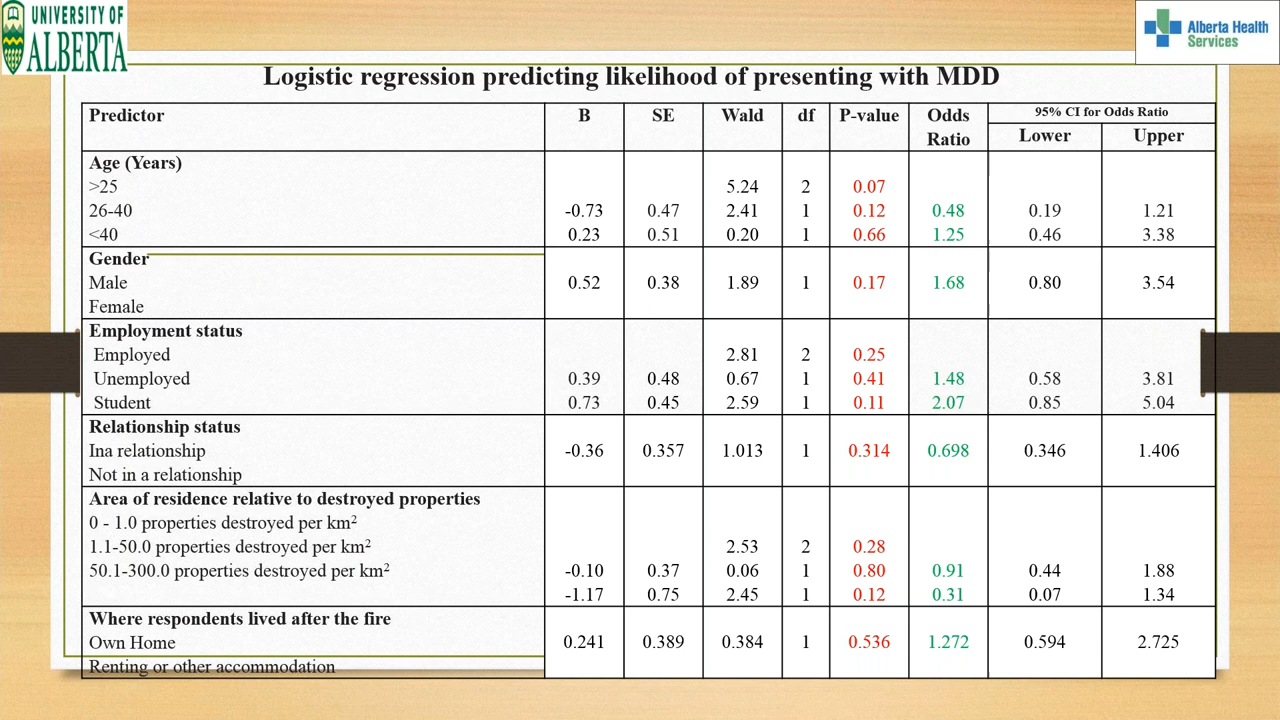 UNIVERSITY OF
ALBERTA
Alberta Health
Services
Logistic regression predicting likelihood of presenting with MDD
Predictor B SE Wald df P-value Odds Ratio 95% CI for Odds Ratio
Lower Upper
Age (Years)
>25 5.24 2 0.07
26-40 -0.73 0.47 2.41 1 0.12 0.48 0.19 1.21
<40 0.23 0.51 0.20 1 0.66 1.25 0.46 3.38
Gender
Male 0.52 0.38 1.89 1 0.17 1.68 0.80 3.54
Female
Employment status
Employed 2.81 2 0.25
Unemployed 0.39 0.48 0.67 1 0.41 1.48 0.58 3.81
Student 0.73 0.45 2.59 1 0.11 2.07 0.85 5.04
Relationship status
Ina relationship -0.36 0.357 1.013 1 0.314 0.698 0.346 1.406
Not in a relationship
Area of residence relative to destroyed properties
0 - 1.0 properties destroyed per km²
1.1-50.0 properties destroyed per km² 2.53 2 0.28
50.1-300.0 properties destroyed per km² -0.10 0.37 0.06 1 0.80 0.91 0.44 1.88
-1.17 0.75 2.45 1 0.12 0.31 0.07 1.34
Where respondents lived after the fire
Own Home 0.241 0.389 0.384 1 0.536 1.272 0.594 2.725
Renting or other accommodation